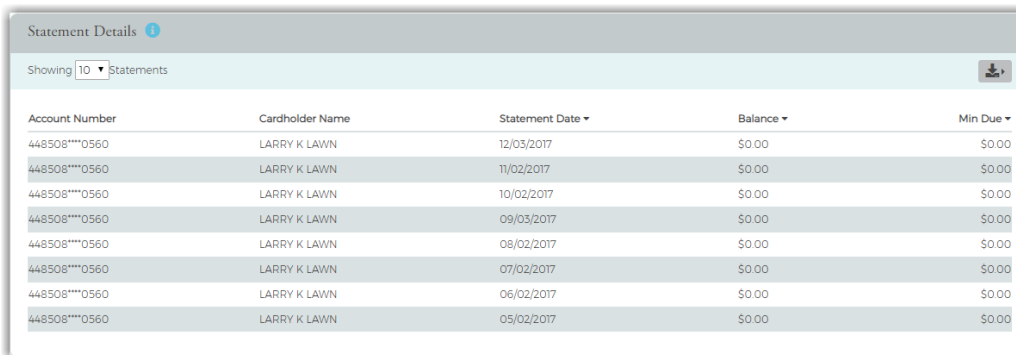 Statement Details
Showing 10 Statements
Account Number Cardholder Name Statement Date Balance Min Due
448508****0560 LARRY K LAWN 12/03/2017 $0.00 $0.00
448508****0560 LARRY K LAWN 11/02/2017 $0.00 $0.00
448508****0560 LARRY K LAWN 10/02/2017 $0.00 $0.00
448508****0560 LARRY K LAWN 09/03/2017 $0.00 $0.00
448508****0560 LARRY K LAWN 08/02/2017 $0.00 $0.00
448508****0560 LARRY K LAWN 07/02/2017 $0.00 $0.00
448508****0560 LARRY K LAWN 06/02/2017 $0.00 $0.00
448508****0560 LARRY K LAWN 05/02/2017 $0.00 $0.00